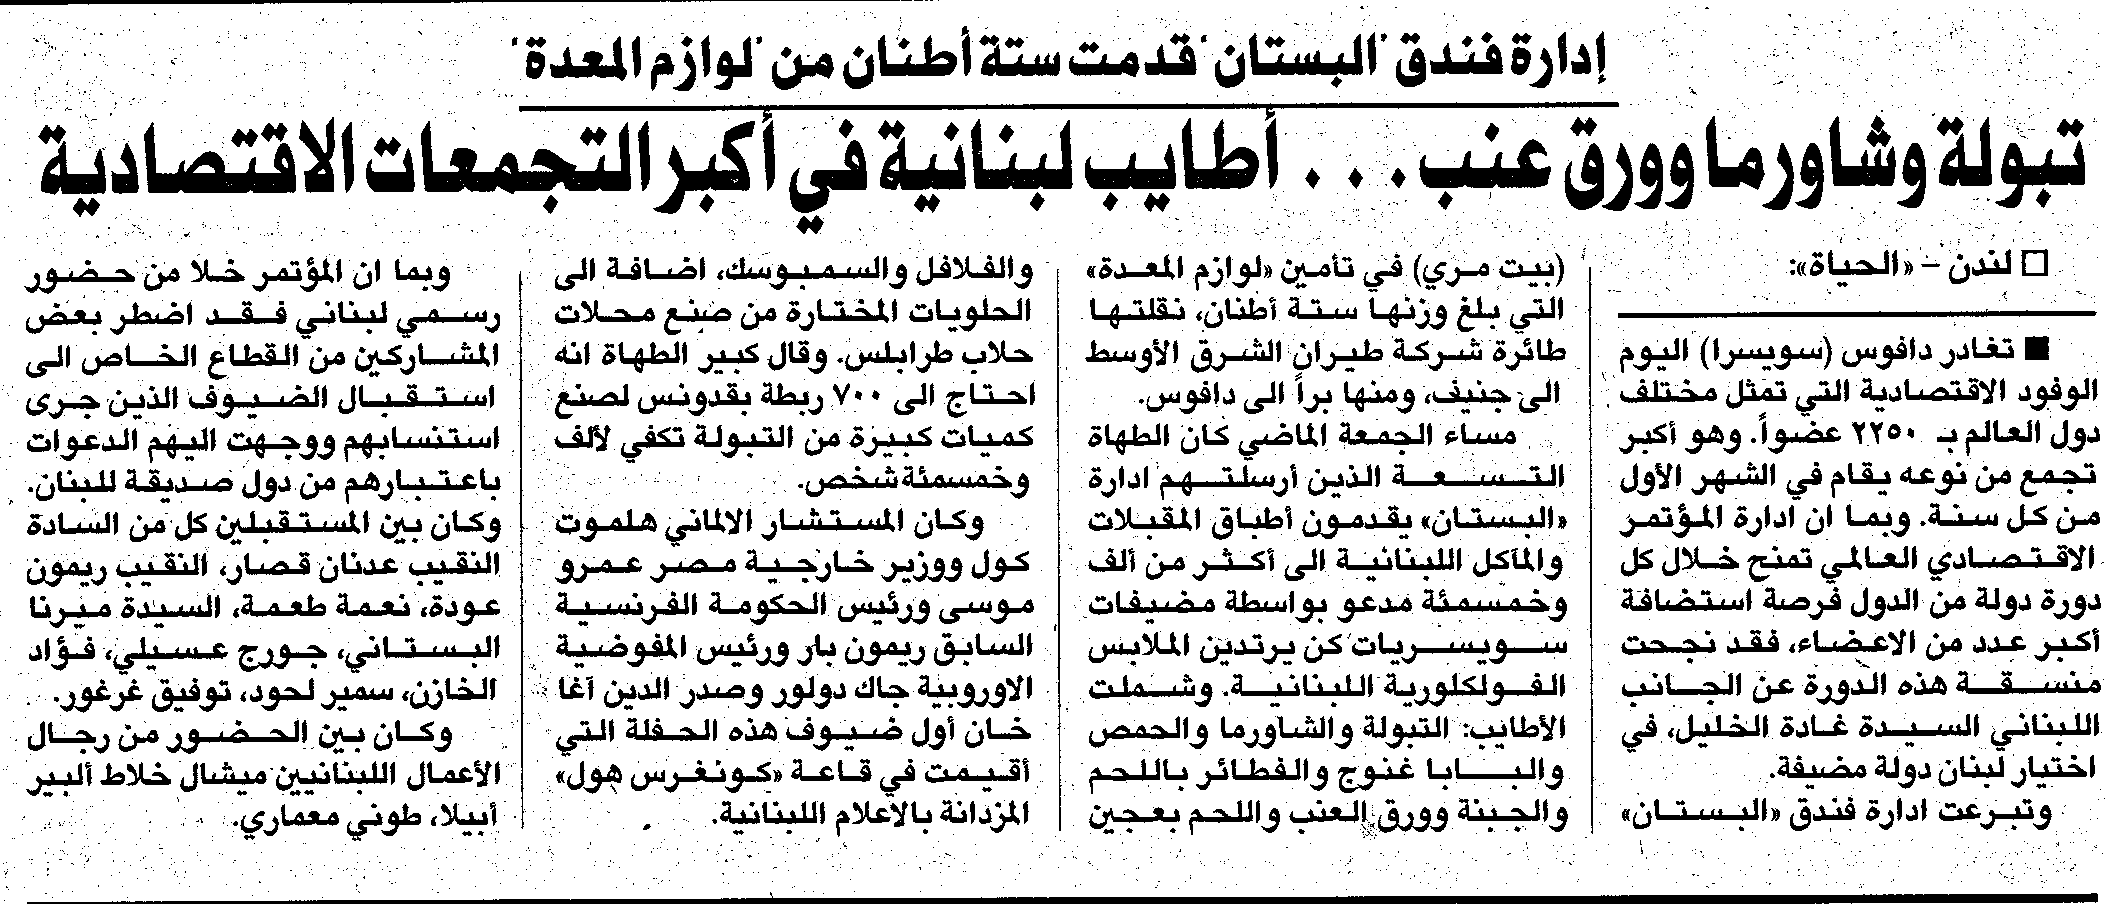 إدارة فندق "البستان" قدمت ستة أطنان من "لوازم المعدة"
تبولة وشاورما وورق عنب . . . أطايب لبنانية في أكبر التجمعات الاقتصادية
□ لندن – «الحياة»:
■ تغادر دافوس (سويسرا) اليوم
الوفود الاقتصادية التي تمثل مختلف
دول العالم بـ ٢٢٥٠ عضواً. وهو أكبر
تجمع من نوعه يقام في الشهر الأول
من كل سنة. وبما ان ادارة المؤتمر
الاقتصادي العالمي تمنح خلال كل
دورة دولة من الدول فرصة استضافة
أكبر عدد من الاعضاء، فقد نجحت
منسقة هذه الدورة عن الجانب
اللبناني السيدة غادة الخليل، في
اختيار لبنان دولة مضيفة.
وتبرعت ادارة فندق «البستان»
(بيت مري) في تأمين «لوازم المعدة»
التي بلغ وزنها ستة أطنان، نقلتها
طائرة شركة طيران الشرق الأوسط
الى جنيف، ومنها براً الى دافوس.
مساء الجمعة الماضي كان الطهاة
التسعة الذين أرسلتهم ادارة
«البستان» يقدمون أطباق المقبلات
والمآكل اللبنانية الى أكثر من ألف
وخمسمئة مدعو بواسطة مضيفات
سويسريات كن يرتدين الملابس
الفولكلورية اللبنانية. وشملت
الأطايب: التبولة والشاورما والحمص
والبابا غنوج والفطائر باللحم
والجبنة وورق العنب واللحم بعجين
والفلافل والسمبوسك، اضافة الى
الحلويات المختارة من صنع محلات
حلاب طرابلس. وقال كبير الطهاة انه
احتاج الى ٧٠٠ ربطة بقدونس لصنع
كميات كبيرة من التبولة تكفي لألف
وخمسمئة شخص.
وكان المستشار الالماني هلموت
كول ووزير خارجية مصر عمرو
موسى ورئيس الحكومة الفرنسية
السابق ريمون بار ورئيس المفوضية
الاوروبية جاك دولور وصدر الدين آغا
خان أول ضيوف هذه الحفلة التي
أقيمت في قاعة «كونغرس هول»
المزدانة بالاعلام اللبنانية.
وبما ان المؤتمر خلا من حضور
رسمي لبناني فقد اضطر بعض
المشاركين من القطاع الخاص الى
استقبال الضيوف الذين جرى
استنسابهم ووجهت اليهم الدعوات
باعتبارهم من دول صديقة للبنان.
وكان بين المستقبلين كل من السادة
النقيب عدنان قصار، النقيب ريمون
عودة، نعمة طعمة، السيدة ميرنا
البستاني، جورج عسيلي، فؤاد
الخازن، سمير لحود، توفيق غرغور.
وكان بين الحضور من رجال
الأعمال اللبنانيين ميشال خلاط ألبير
أبيلا، طوني معماري.